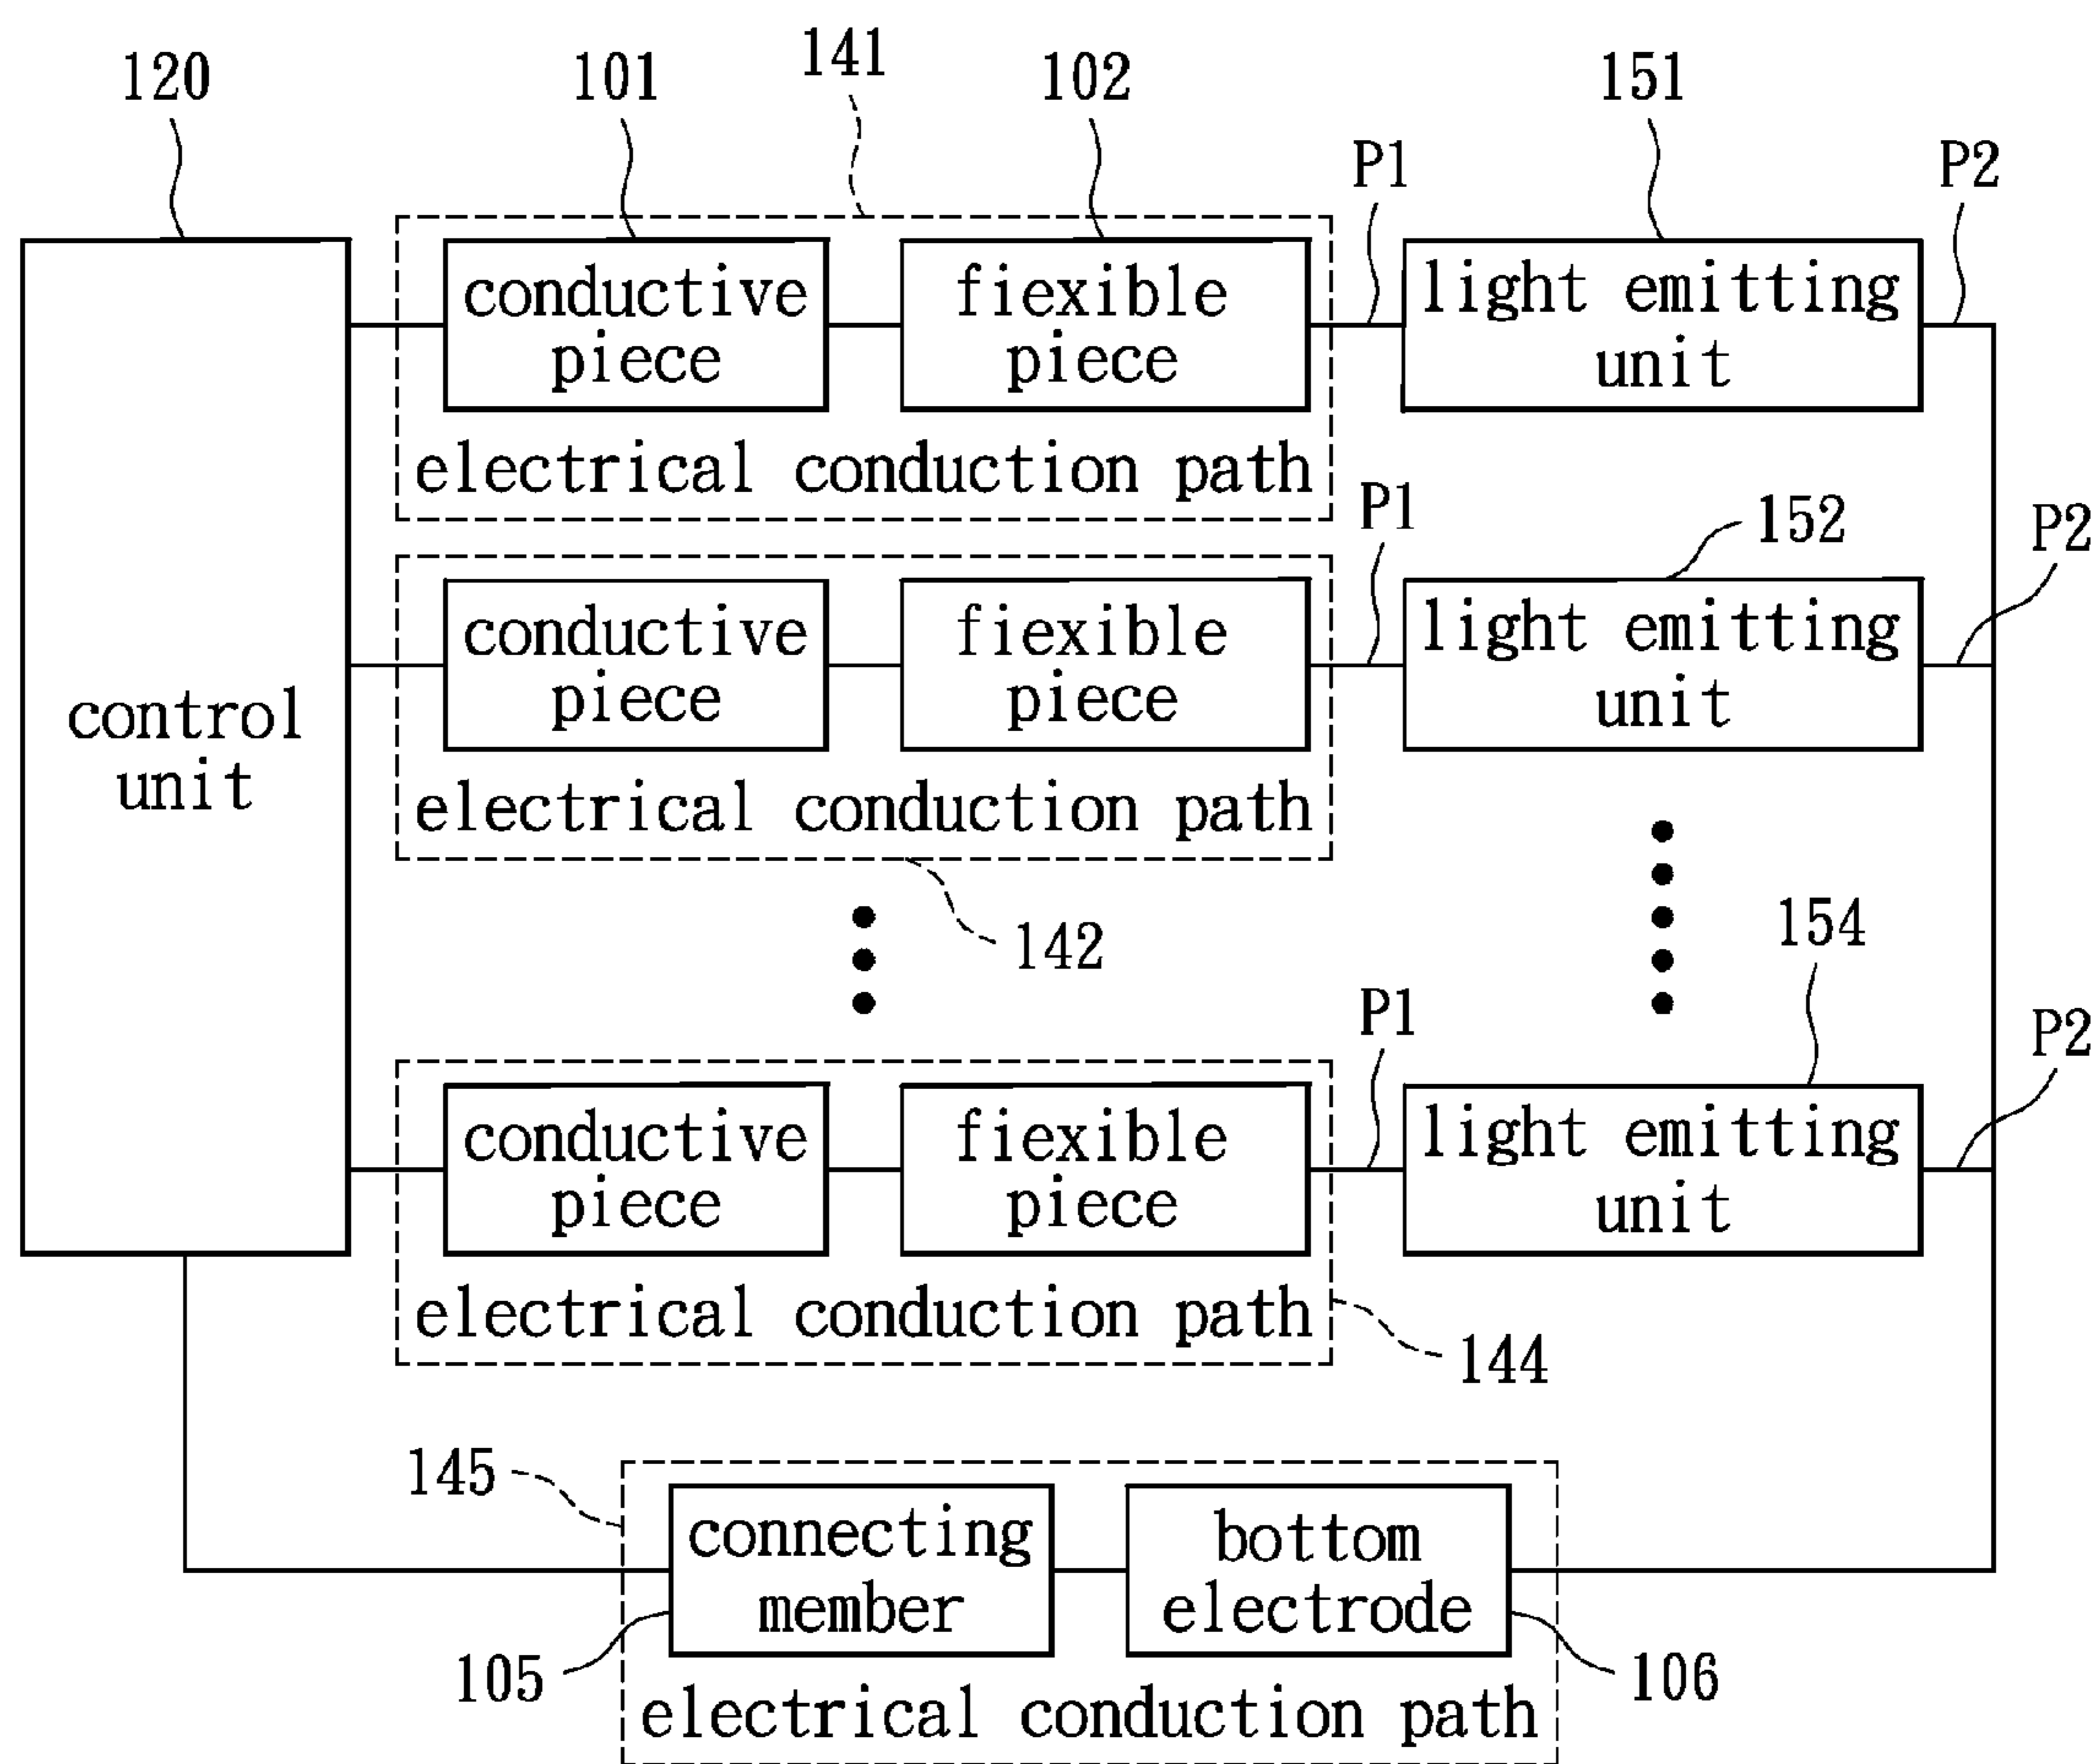 120
101
141
102
151
P1
P2
conductive
piece
fiexible
piece
light emitting
unit
electrical conduction path
P1
152
P2
conductive
piece
fiexible
piece
light emitting
unit
control
unit
electrical conduction path
142
154
P1
P2
conductive
piece
fiexible
piece
light emitting
unit
electrical conduction path
144
145
connecting
member
bottom
electrode
105
106
electrical conduction path